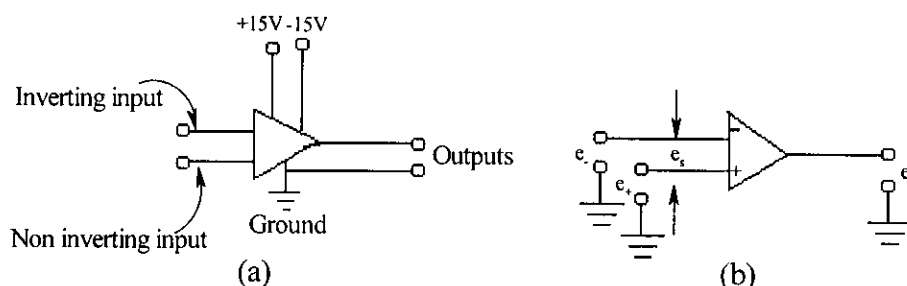 +15V -15V
Inverting input
Outputs
Non inverting input
Ground
(a)
-
e-
es
+
e+
e
(b)